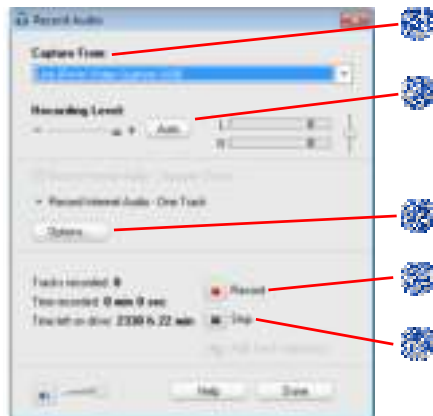 Record Audio
Capture From:
Recording Level:
Auto
L
R
Record Internal Audio - One Track
Options...
Tracks recorded: 0
Time recorded: 0 min 0 sec
Time left on drive: 2330 h 22 min
Record
Stop
Help
Done